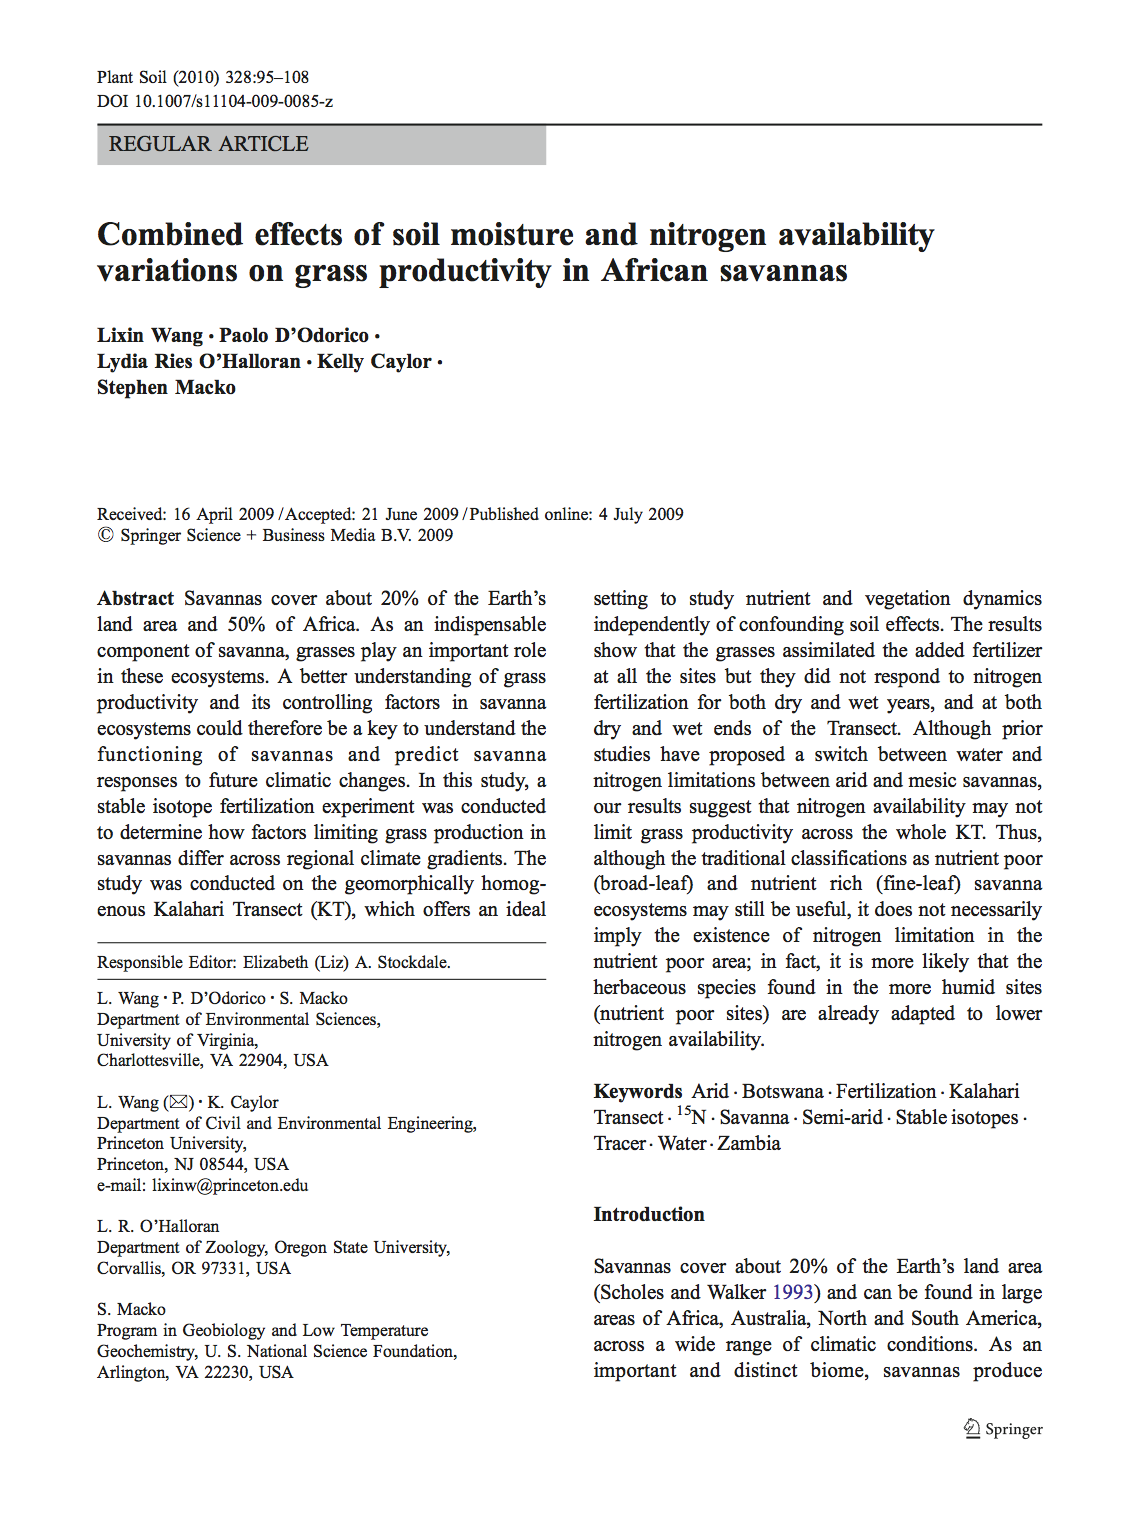 Plant Soil (2010) 328:95–108
DOI 10.1007/s11104-009-0085-z
REGULAR ARTICLE
Combined effects of soil moisture and nitrogen availability
variations on grass productivity in African savannas
Lixin Wang · Paolo D’Odorico ·
Lydia Ries O’Halloran · Kelly Caylor ·
Stephen Macko
Received: 16 April 2009 / Accepted: 21 June 2009 / Published online: 4 July 2009
© Springer Science + Business Media B.V. 2009
Abstract Savannas cover about 20% of the Earth’s
land area and 50% of Africa. As an indispensable
component of savanna, grasses play an important role
in these ecosystems. A better understanding of grass
productivity and its controlling factors in savanna
ecosystems could therefore be a key to understand the
functioning of savannas and predict savanna
responses to future climatic changes. In this study, a
stable isotope fertilization experiment was conducted
to determine how factors limiting grass production in
savannas differ across regional climate gradients. The
study was conducted on the geomorphically homog-
enous Kalahari Transect (KT), which offers an ideal
Responsible Editor: Elizabeth (Liz) A. Stockdale.
L. Wang · P. D’Odorico · S. Macko
Department of Environmental Sciences,
University of Virginia,
Charlottesville, VA 22904, USA
L. Wang (✉) · K. Caylor
Department of Civil and Environmental Engineering,
Princeton University,
Princeton, NJ 08544, USA
e-mail: lixinw@princeton.edu
L. R. O’Halloran
Department of Zoology, Oregon State University,
Corvallis, OR 97331, USA
S. Macko
Program in Geobiology and Low Temperature
Geochemistry, U. S. National Science Foundation,
Arlington, VA 22230, USA
setting to study nutrient and vegetation dynamics
independently of confounding soil effects. The results
show that the grasses assimilated the added fertilizer
at all the sites but they did not respond to nitrogen
fertilization for both dry and wet years, and at both
dry and wet ends of the Transect. Although prior
studies have proposed a switch between water and
nitrogen limitations between arid and mesic savannas,
our results suggest that nitrogen availability may not
limit grass productivity across the whole KT. Thus,
although the traditional classifications as nutrient poor
(broad-leaf) and nutrient rich (fine-leaf) savanna
ecosystems may still be useful, it does not necessarily
imply the existence of nitrogen limitation in the
nutrient poor area; in fact, it is more likely that the
herbaceous species found in the more humid sites
(nutrient poor sites) are already adapted to lower
nitrogen availability.
Keywords Arid · Botswana · Fertilization · Kalahari
Transect · ¹⁵N · Savanna · Semi-arid · Stable isotopes ·
Tracer · Water · Zambia
Introduction
Savannas cover about 20% of the Earth’s land area
(Scholes and Walker 1993) and can be found in large
areas of Africa, Australia, North and South America,
across a wide range of climatic conditions. As an
important and distinct biome, savannas produce
Springer